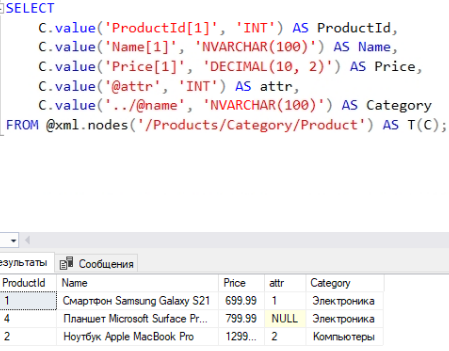 SELECT
C.value('ProductId[1]', 'INT') AS ProductId,
C.value('Name[1]', 'NVARCHAR(100)') AS Name,
C.value('Price[1]', 'DECIMAL(10, 2)') AS Price,
C.value('@attr', 'INT') AS attr,
C.value('../@name', 'NVARCHAR(100)') AS Category
FROM @xml.nodes('/Products/Category/Product') AS T(C);
езультаты Сообщения
ProductId Name Price attr Category
1 Смартфон Samsung Galaxy S21 699.99 1 Электроника
4 Планшет Microsoft Surface Pr... 799.99 NULL Электроника
2 Ноутбук Apple MacBook Pro 1299... 2 Компьютеры